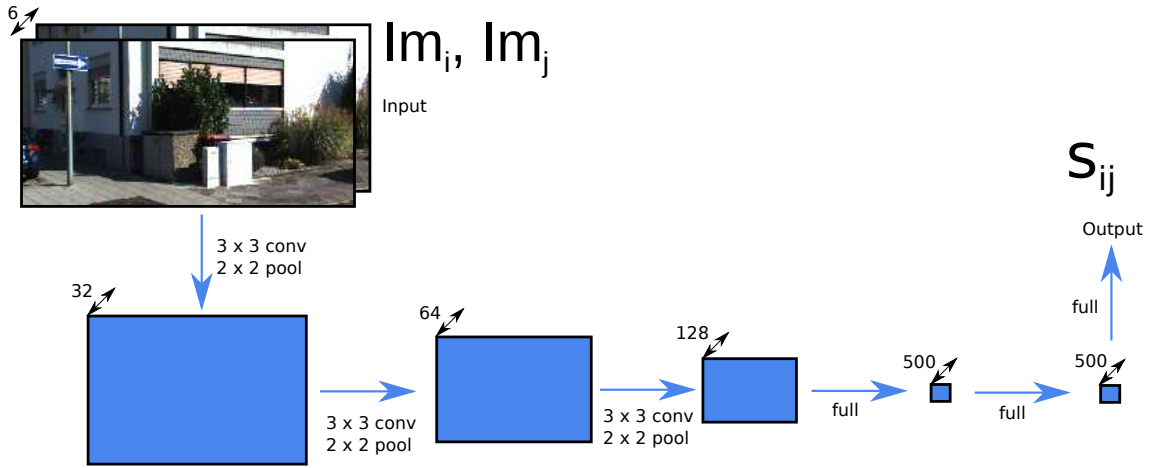 6
Im_i, Im_j
Input
3 x 3 conv
2 x 2 pool
32
3 x 3 conv
2 x 2 pool
64
3 x 3 conv
2 x 2 pool
128
full
500
full
500
full
Output
s_ij